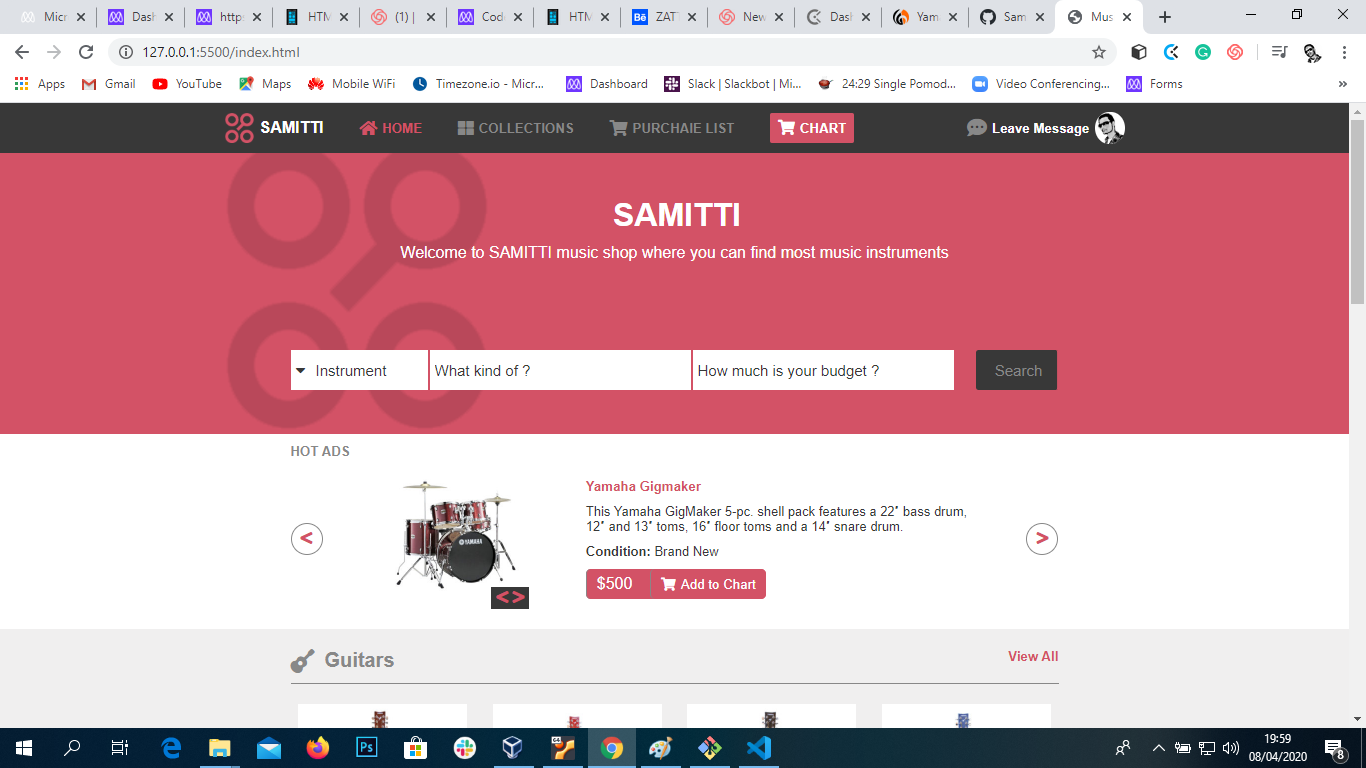 Micr
Dash
https
HTM
(1) |
Cod
HTM
ZAT
New
Dash
Yam
Sam
Mus
127.0.0.1:5500/index.html
Apps
Gmail
YouTube
Maps
Mobile WiFi
Timezone.io - Micr...
Dashboard
Slack | Slackbot | Mi...
24:29 Single Pomod...
Video Conferencing...
Forms
»
SAMITTI
HOME
COLLECTIONS
PURCHAIE LIST
CHART
Leave Message
SAMITTI
Welcome to SAMITTI music shop where you can find most music instruments
Instrument
What kind of ?
How much is your budget ?
Search
HOT ADS
<
YAMAHA
< >
Yamaha Gigmaker
This Yamaha GigMaker 5-pc. shell pack features a 22″ bass drum,
12″ and 13″ toms, 16″ floor toms and a 14″ snare drum.
Condition: Brand New
$500
Add to Chart
>
Guitars
View All
Ps
64
19:59
08/04/2020
8